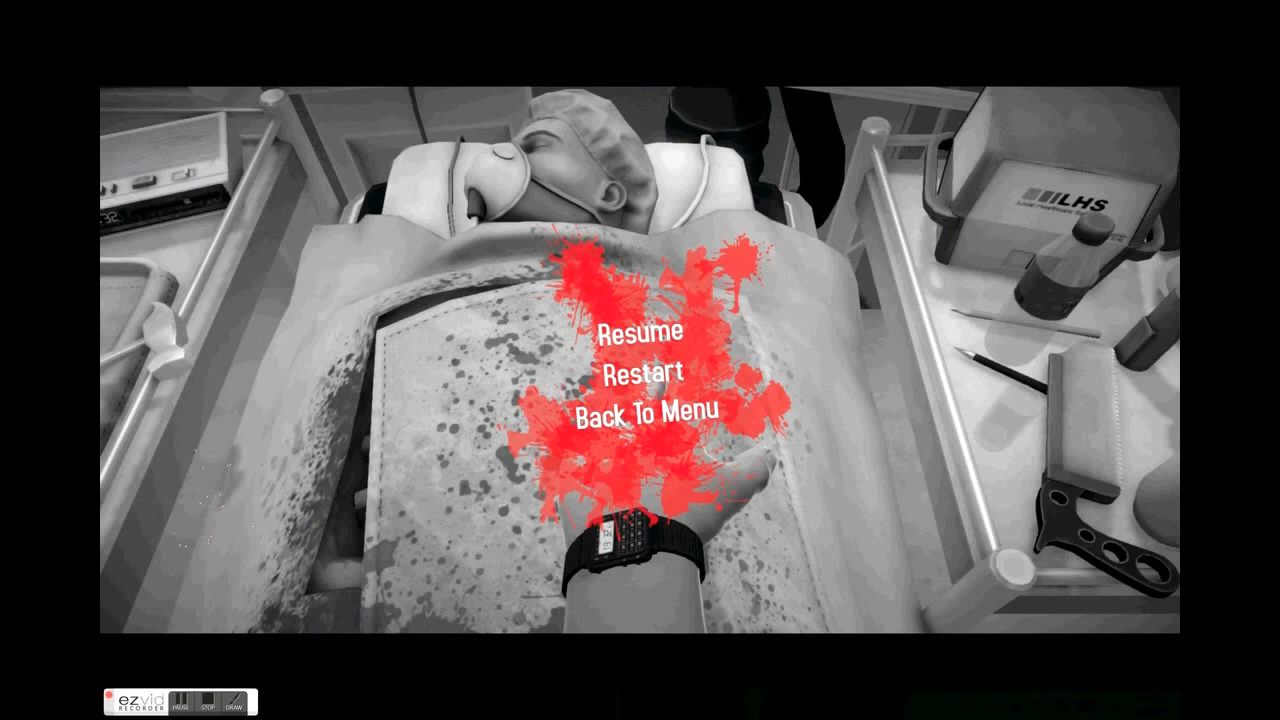 LHS
Resume
Restart
Back To Menu
ezvid
RECORDER
PAUSE
STOP
DRAW